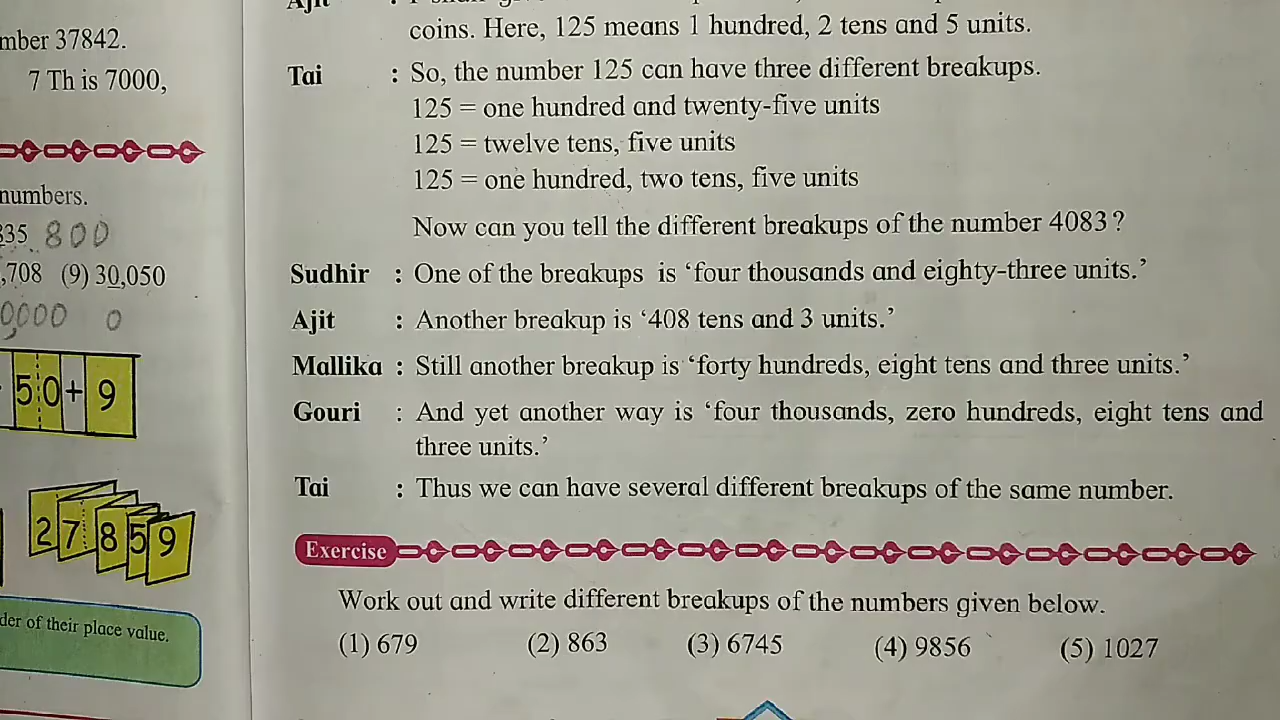 mber 37842.
7 Th is 7000,
numbers.
335 800
,708 (9) 30,050
0000 0
50+ 9
2 7 8 5 9
der of their place value.
coins. Here, 125 means 1 hundred, 2 tens and 5 units.
Tai : So, the number 125 can have three different breakups.
125 = one hundred and twenty-five units
125 = twelve tens, five units
125 = one hundred, two tens, five units
Now can you tell the different breakups of the number 4083?
Sudhir : One of the breakups is ‘four thousands and eighty-three units.’
Ajit : Another breakup is ‘408 tens and 3 units.’
Mallika : Still another breakup is ‘forty hundreds, eight tens and three units.’
Gouri : And yet another way is ‘four thousands, zero hundreds, eight tens and
three units.’
Tai : Thus we can have several different breakups of the same number.
Exercise
Work out and write different breakups of the numbers given below.
(1) 679 (2) 863 (3) 6745 (4) 9856 (5) 1027